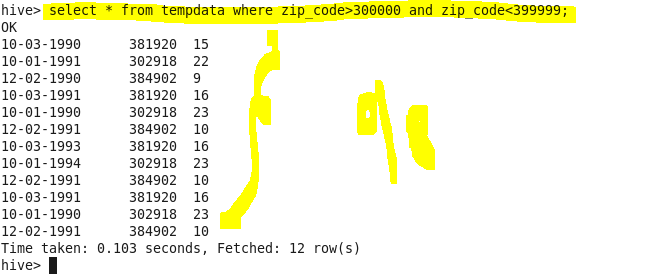 hive> select * from tempdata where zip_code>300000 and zip_code<399999;
OK
10-03-1990 381920 15
10-01-1991 302918 22
12-02-1990 384902 9
10-03-1991 381920 16
10-01-1990 302918 23
12-02-1991 384902 10
10-03-1993 381920 16
10-01-1994 302918 23
12-02-1991 384902 10
10-03-1991 381920 16
10-01-1990 302918 23
12-02-1991 384902 10
Time taken: 0.103 seconds, Fetched: 12 row(s)
hive>